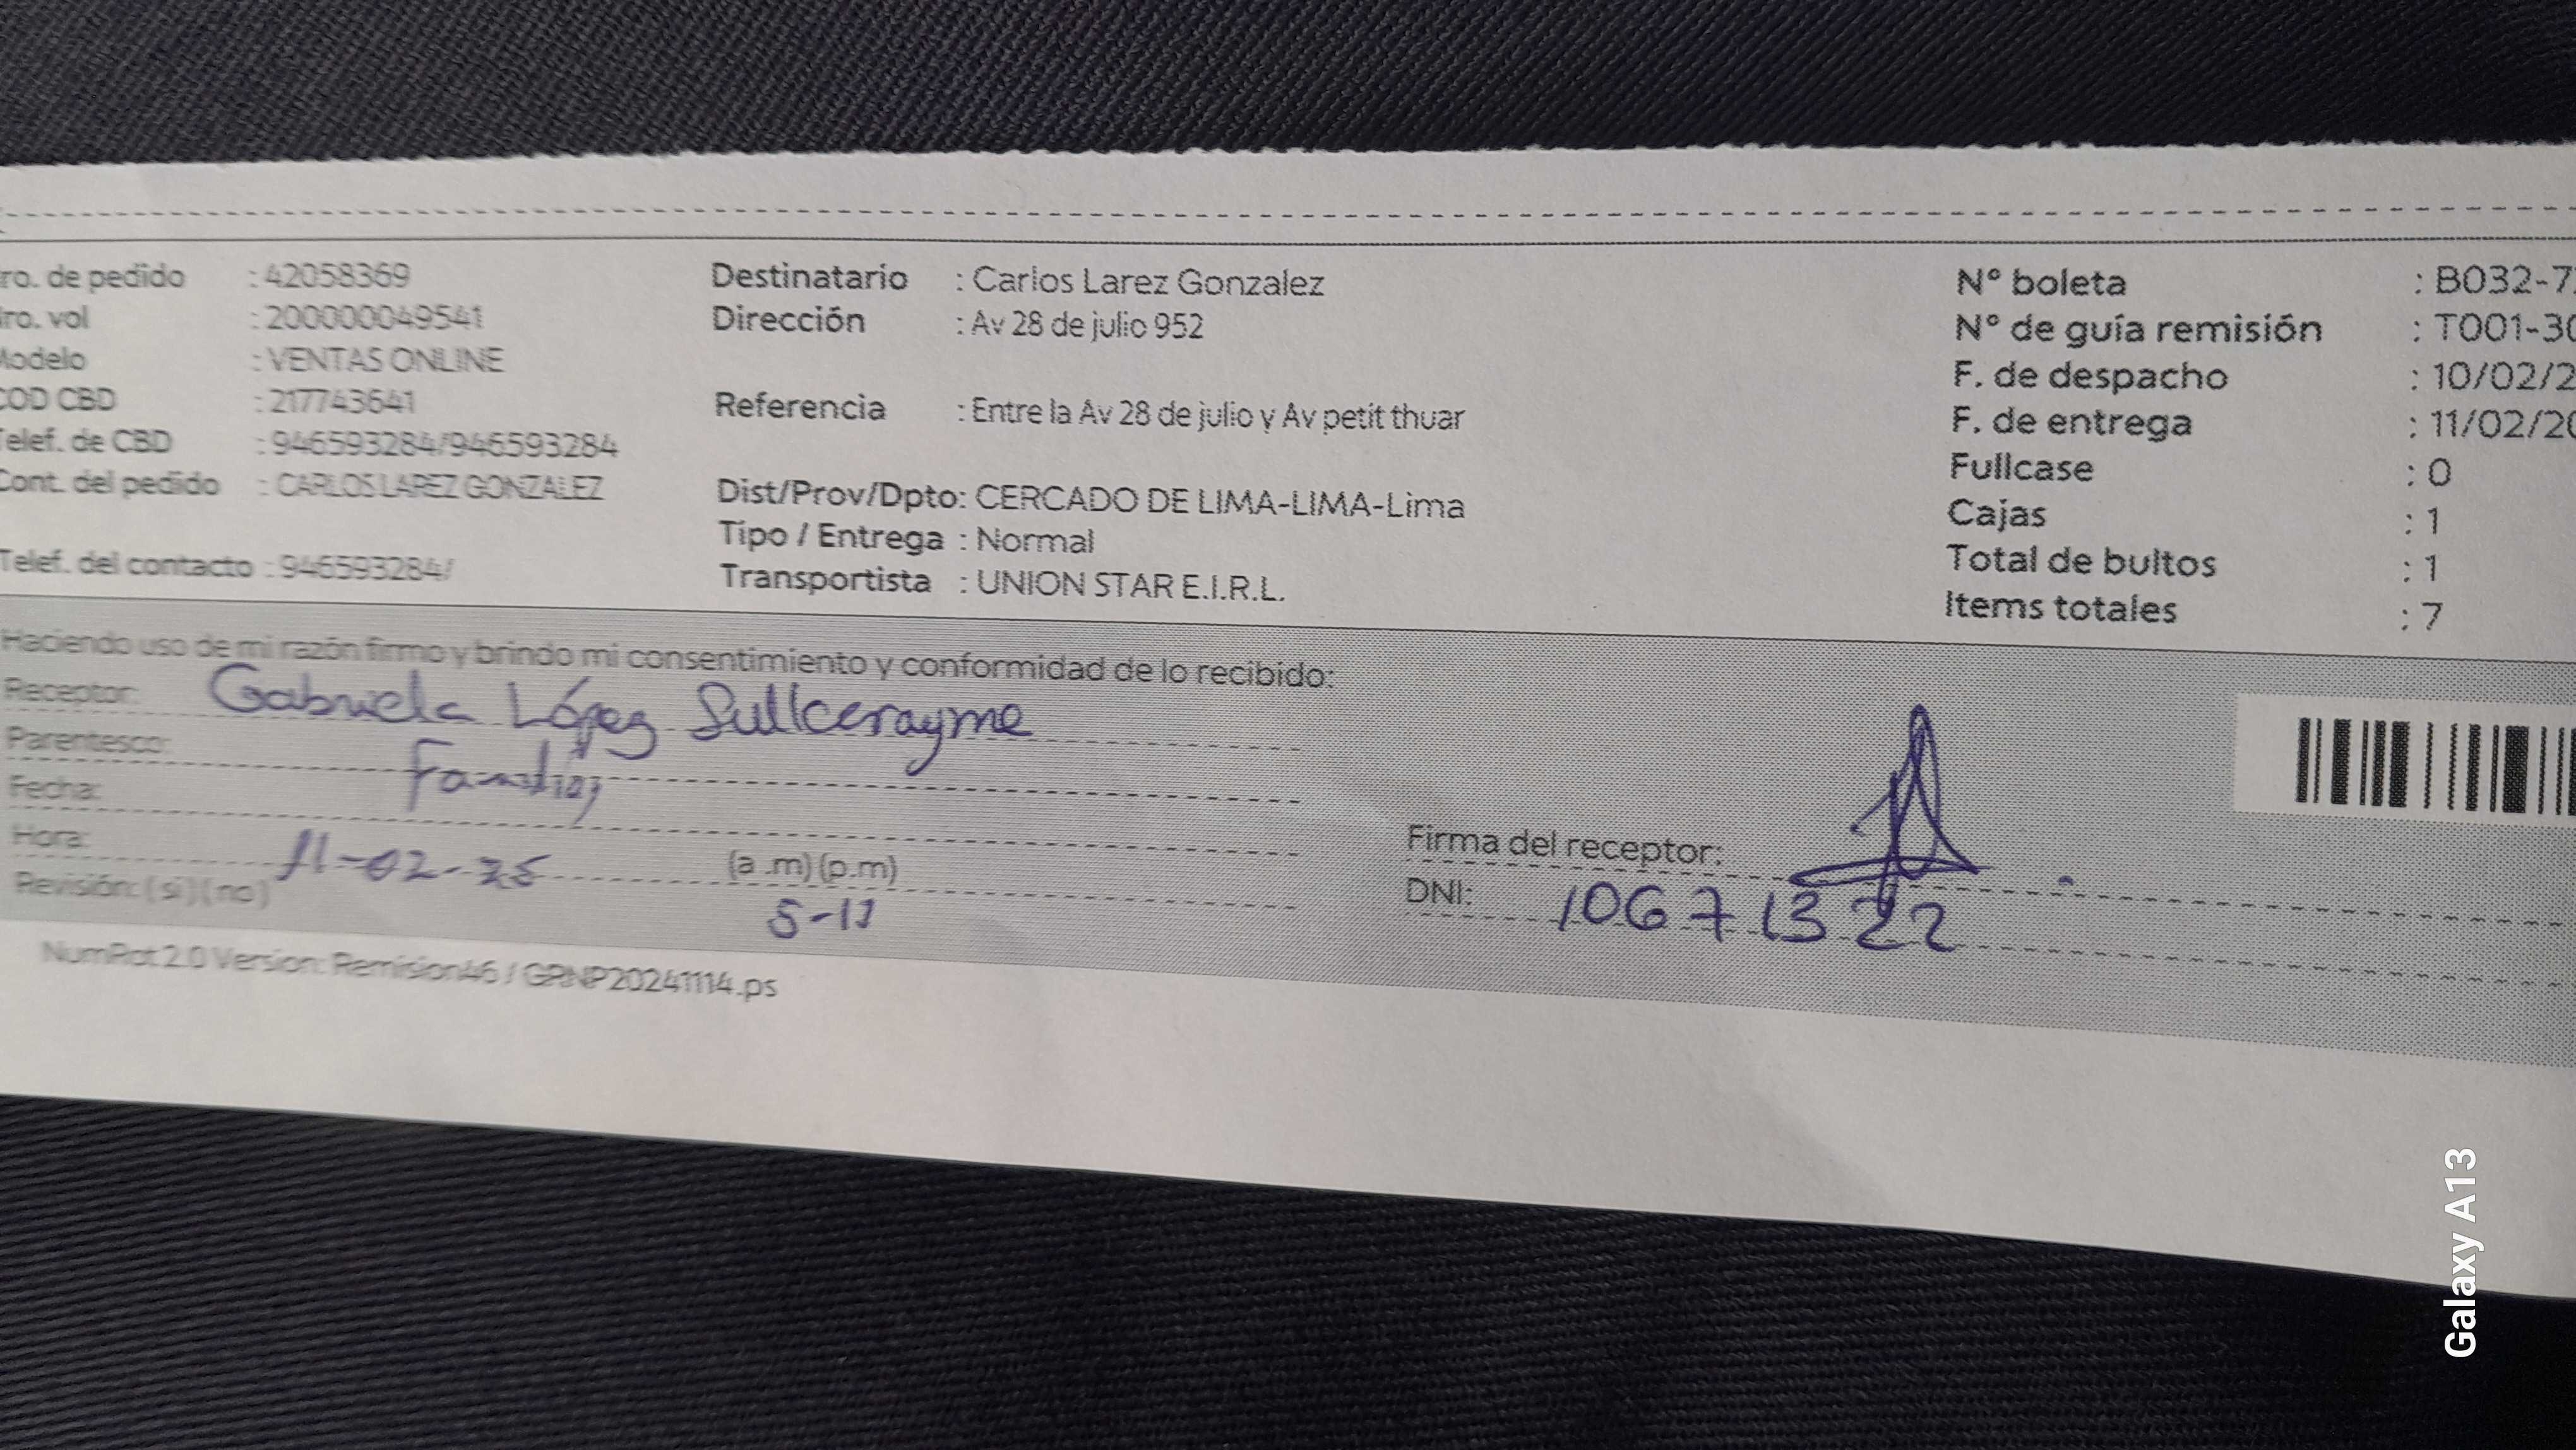 ro. de pedido : 42058369
ro. vol : 200000049541
Modelo : VENTAS ONLINE
COD CBD : 217743641
Telef. de CBD : 946593284/946593284
Cont. del pedido : CARLOS LAREZ GONZALEZ
Telef. del contacto : 946593284/
Destinatario : Carlos Larez Gonzalez
Dirección : Av 28 de julio 952
Referencia : Entre la Av 28 de julio y Av petit thuar
Dist/Prov/Dpto: CERCADO DE LIMA-LIMA-Lima
Tipo / Entrega : Normal
Transportista : UNION STAR E.I.R.L.
N° boleta : B032-7
N° de guía remisión : T001-30
F. de despacho : 10/02/2
F. de entrega : 11/02/20
Fullcase : 0
Cajas : 1
Total de bultos : 1
Items totales : 7
Haciendo uso de mi razón firmo y brindo mi consentimiento y conformidad de lo recibido:
Receptor: Gabriela López Sullcerayme
Parentesco:
Fecha:
Hora: 11-02-25 (a .m) (p.m)
Revisión: ( si ) ( no ) 5-11
Firma del receptor:
DNI: 10671322
NumRot 2.0 Version: Remision46 / GRNP20241114.ps
Galaxy A13